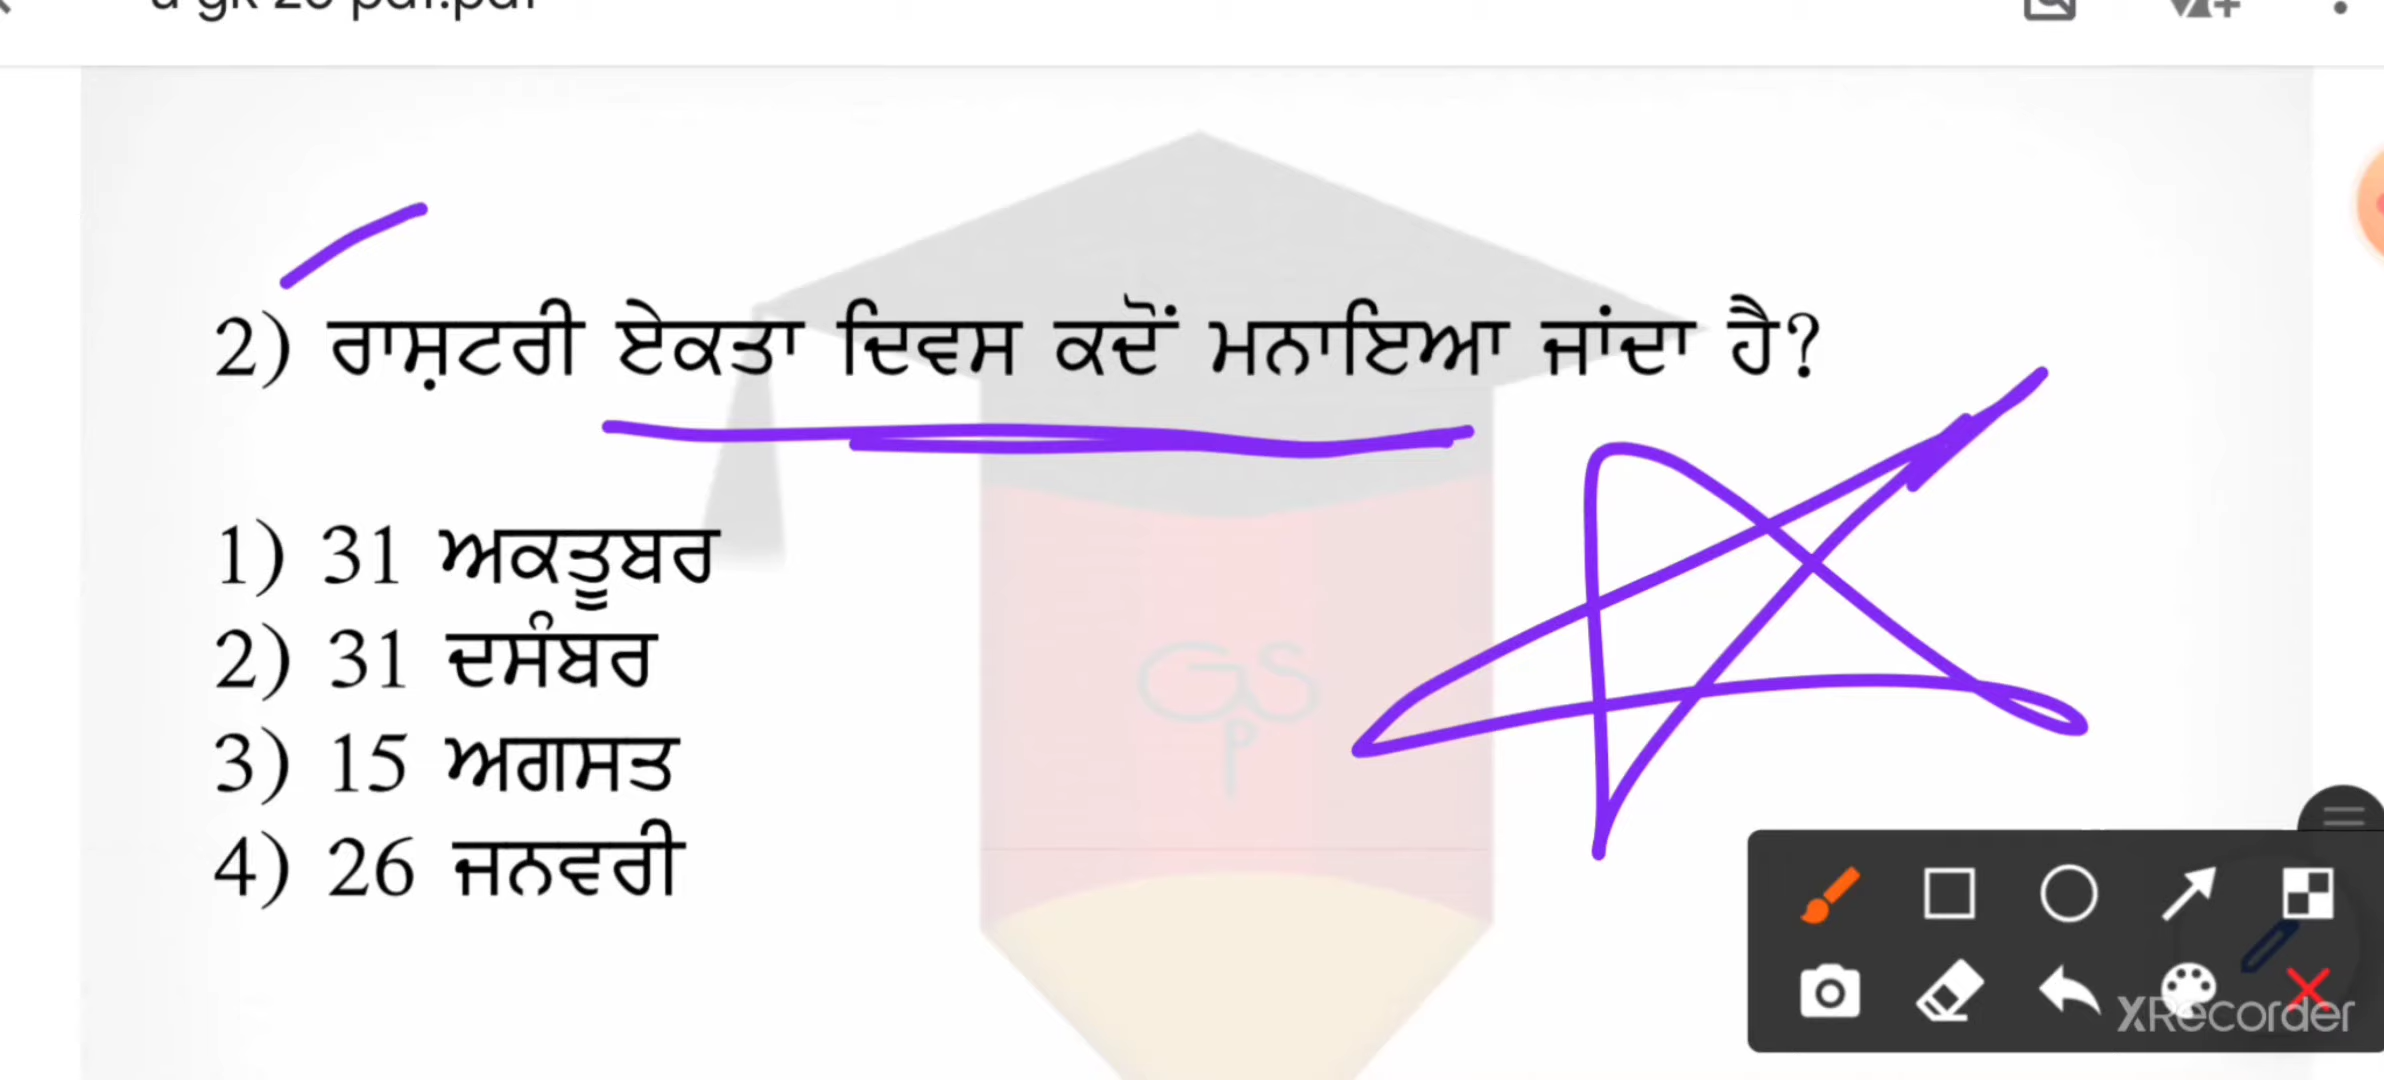 2) ਰਾਸ਼ਟਰੀ ਏਕਤਾ ਦਿਵਸ ਕਦੋਂ ਮਨਾਇਆ ਜਾਂਦਾ ਹੈ?
1) 31 ਅਕਤੂਬਰ
2) 31 ਦਸੰਬਰ
3) 15 ਅਗਸਤ
4) 26 ਜਨਵਰੀ
GS
P
XRecorder